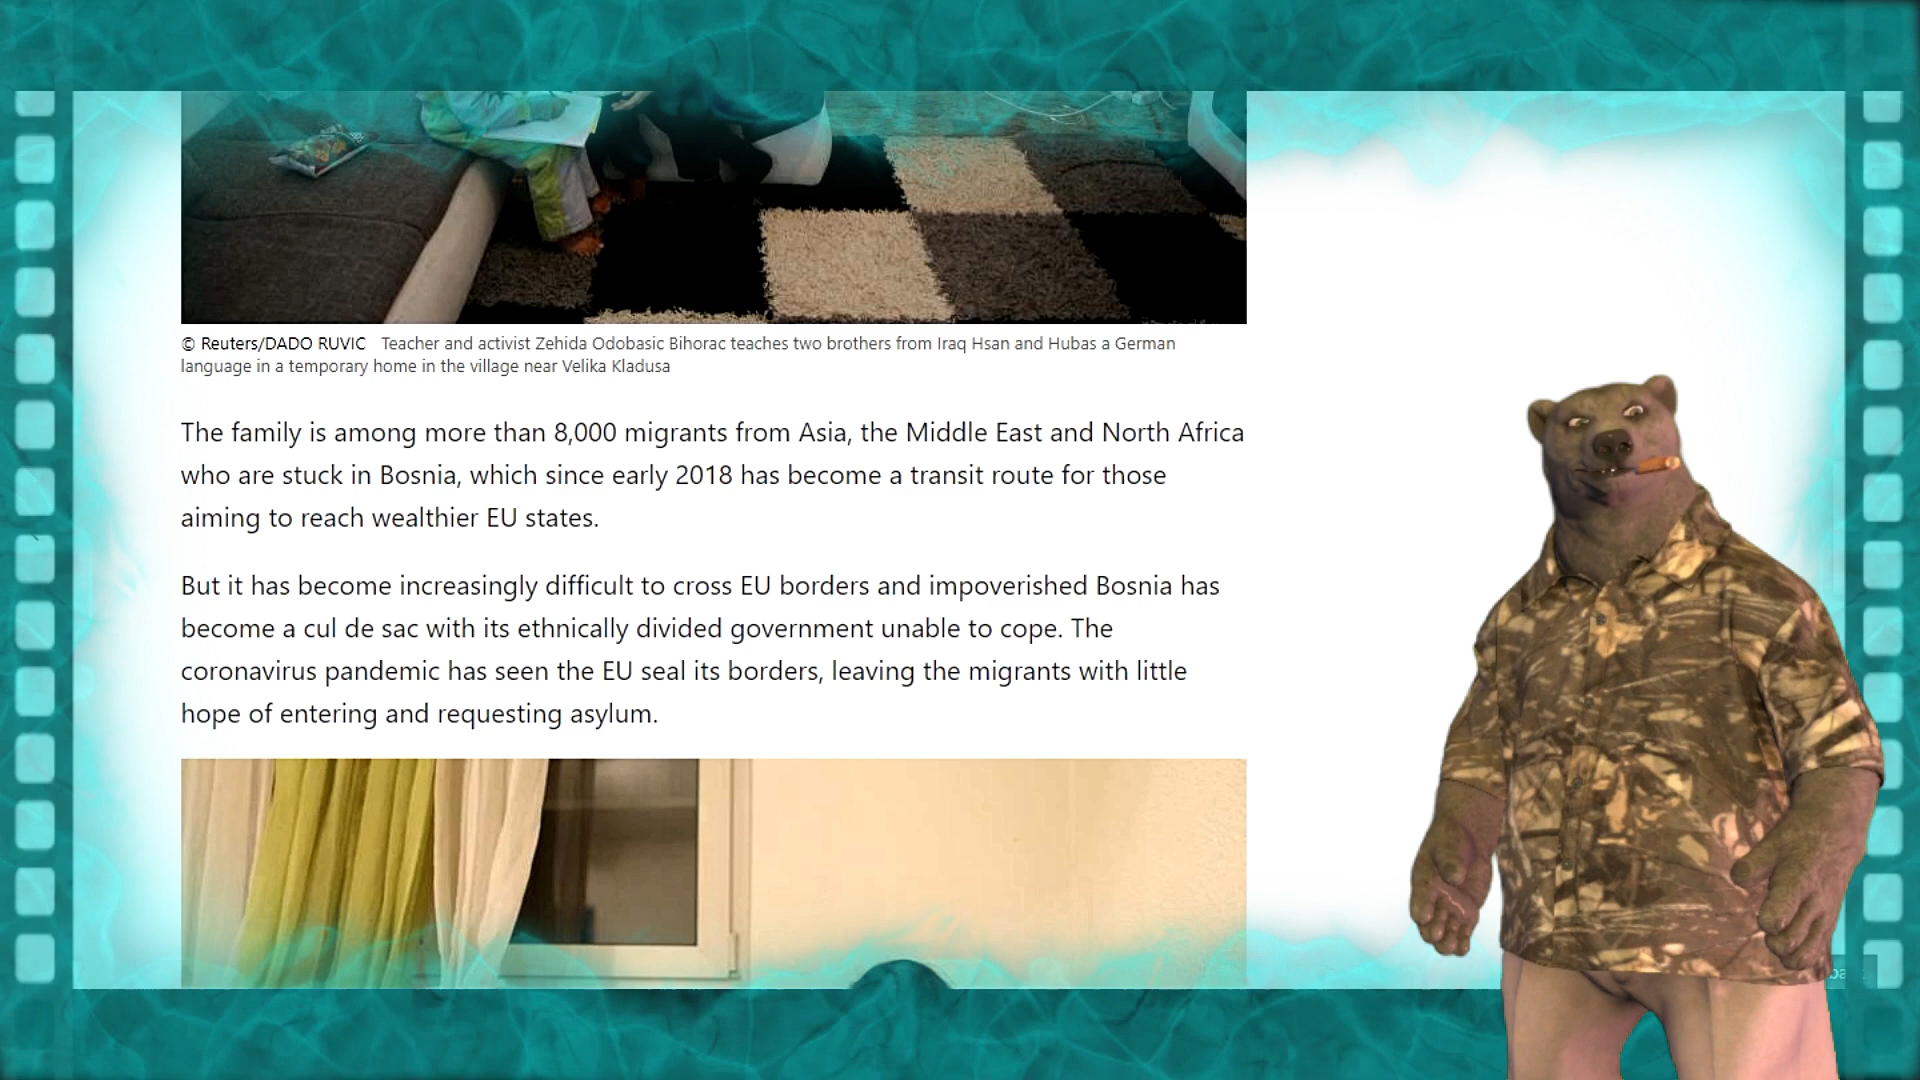 © Reuters/DADO RUVIC Teacher and activist Zehida Odobasic Bihorac teaches two brothers from Iraq Hsan and Hubas a German
language in a temporary home in the village near Velika Kladusa
The family is among more than 8,000 migrants from Asia, the Middle East and North Africa
who are stuck in Bosnia, which since early 2018 has become a transit route for those
aiming to reach wealthier EU states.
But it has become increasingly difficult to cross EU borders and impoverished Bosnia has
become a cul de sac with its ethnically divided government unable to cope. The
coronavirus pandemic has seen the EU seal its borders, leaving the migrants with little
hope of entering and requesting asylum.